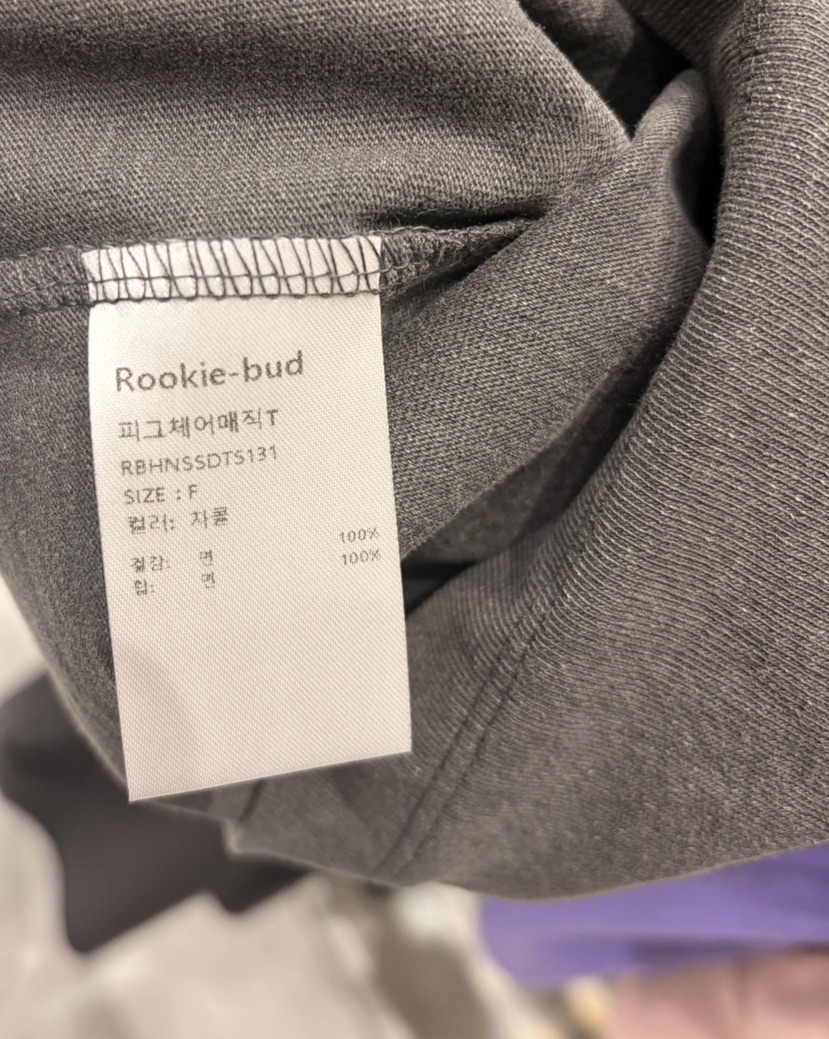 Rookie-bud
피그체어매직T
RBHNSSDTS131
SIZE : F
컬러: 차콜
겉감: 면 100%
립: 면 100%